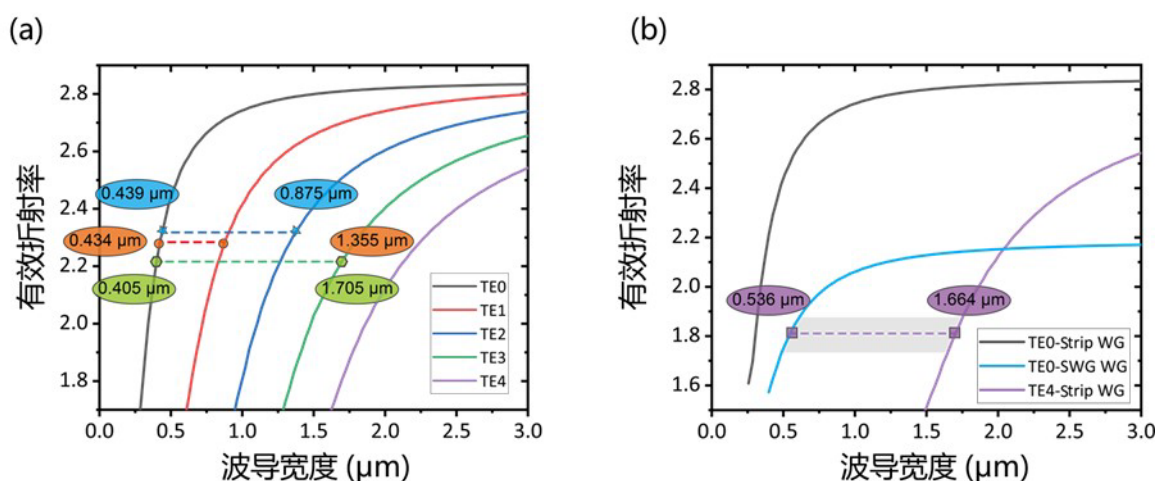 (a)
有效折射率
2.8
2.6
2.4
2.2
2.0
1.8
0.439 μm
0.875 μm
0.434 μm
1.355 μm
0.405 μm
1.705 μm
TE0
TE1
TE2
TE3
TE4
0.0 0.5 1.0 1.5 2.0 2.5 3.0
波导宽度 (μm)
(b)
有效折射率
2.8
2.6
2.4
2.2
2.0
1.8
1.6
0.536 μm
1.664 μm
TE0-Strip WG
TE0-SWG WG
TE4-Strip WG
0.0 0.5 1.0 1.5 2.0 2.5 3.0
波导宽度 (μm)